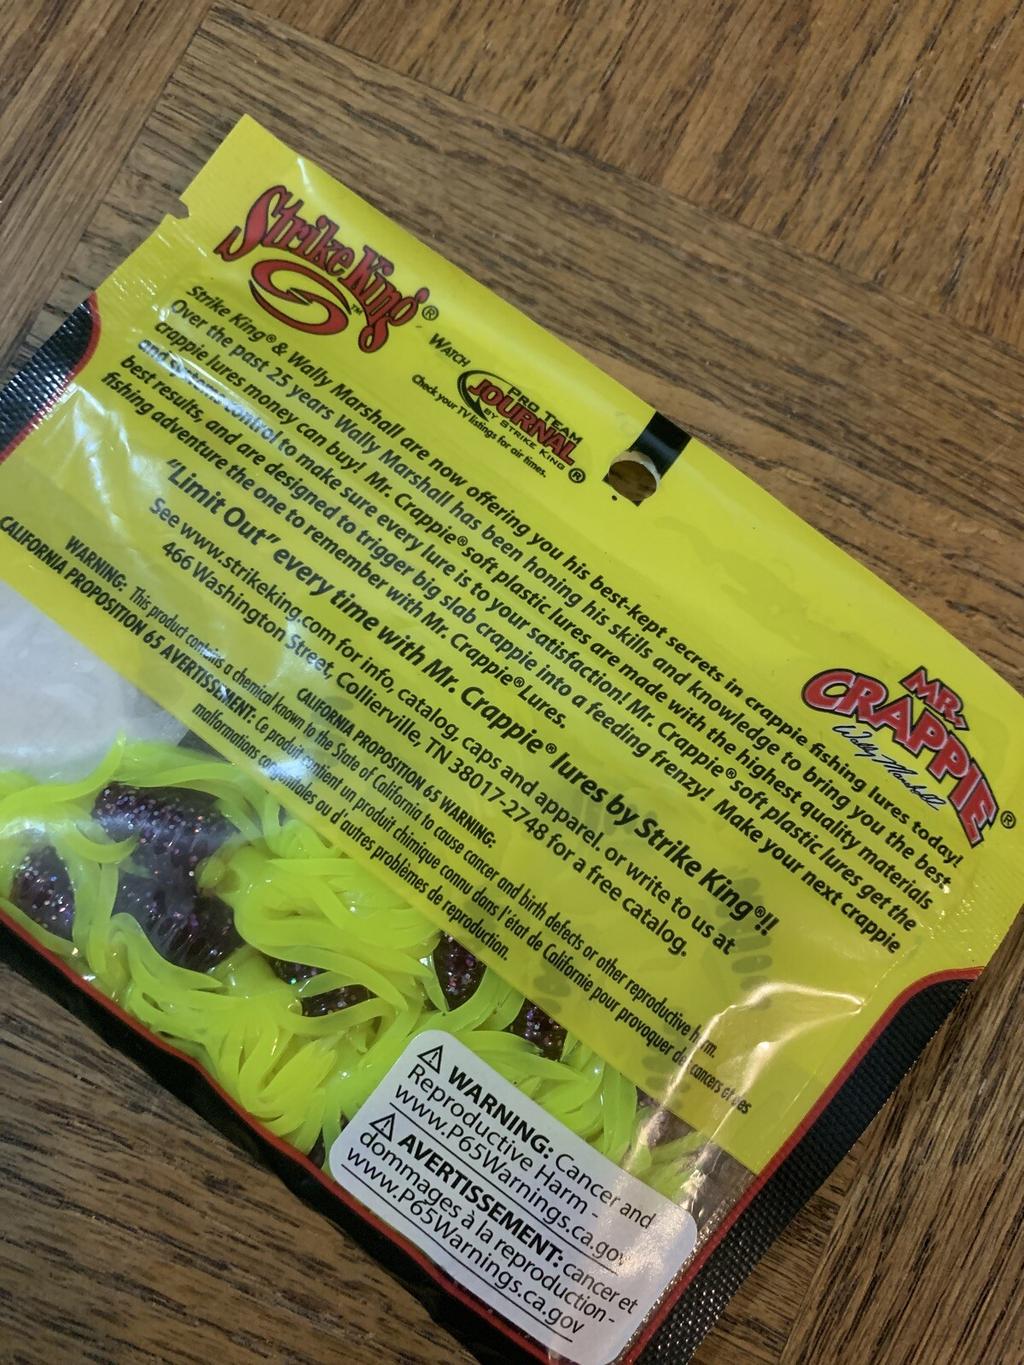 Strike King®
™
WATCH
PRO TEAM
JOURNAL
BY STRIKE KING ®
Check your TV listings for air times.
MR.
CRAPPIE®
Wally Marshall
Strike King® & Wally Marshall are now offering you his best-kept secrets in crappie fishing lures today!
Over the past 25 years Wally Marshall has been honing his skills and knowledge to bring you the best
crappie lures money can buy! Mr. Crappie® soft plastic lures are made with the highest quality materials
and systems control to make sure every lure is to your satisfaction! Mr. Crappie® soft plastic lures get the
best results, and are designed to trigger big slab crappie into a feeding frenzy! Make your next crappie
fishing adventure the one to remember with Mr. Crappie® Lures.
"Limit Out" every time with Mr. Crappie® lures by Strike King®!!
See www.strikeking.com for info, catalog, caps and apparel, or write to us at
466 Washington Street, Collierville, TN 38017-2748 for a free catalog.
CALIFORNIA PROPOSITION 65 WARNING:
WARNING: This product contains a chemical known to the State of California to cause cancer and birth defects or other reproductive harm.
CALIFORNIA PROPOSITION 65 AVERTISSEMENT: Ce produit contient un produit chimique connu dans l'état de Californie pour provoquer des cancers et des
malformations congénitales ou d'autres problèmes de reproduction.
⚠ WARNING: Cancer and
Reproductive Harm -
www.P65Warnings.ca.gov
⚠ AVERTISSEMENT: cancer et
dommages à la reproduction -
www.P65Warnings.ca.gov